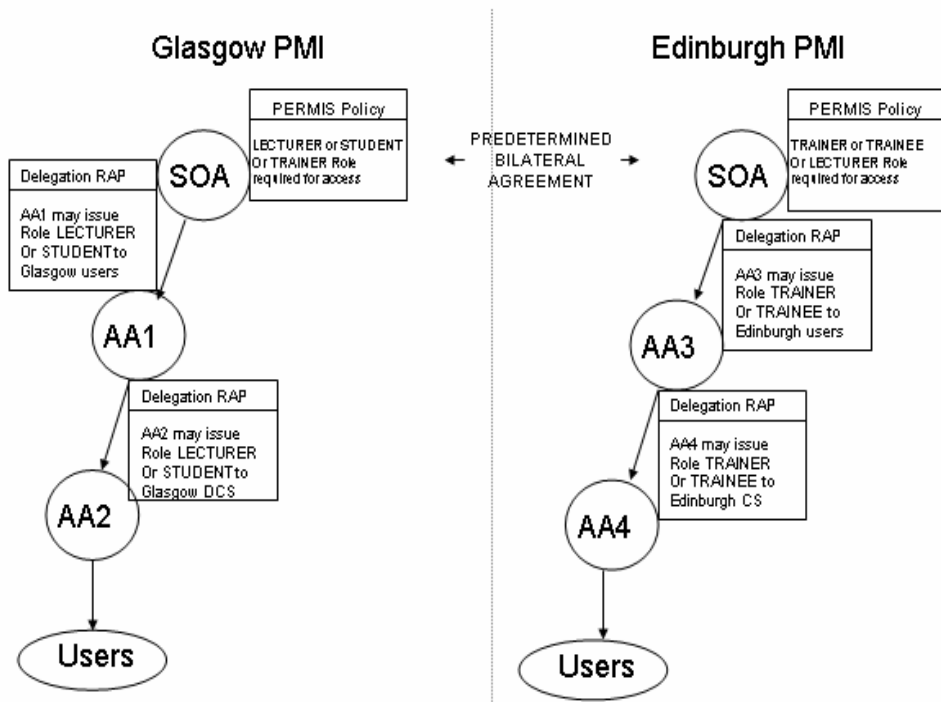 Glasgow PMI
PERMIS Policy
LECTURER or STUDENT
Or TRAINER Role
required for access
SOA
Delegation RAP
AA1 may issue
Role LECTURER
Or STUDENT to
Glasgow users
AA1
Delegation RAP
AA2 may issue
Role LECTURER
Or STUDENT to
Glasgow DCS
AA2
Users
PREDETERMINED
BILATERAL
AGREEMENT
Edinburgh PMI
PERMIS Policy
TRAINER or TRAINEE
Or LECTURER Role
required for access
SOA
Delegation RAP
AA3 may issue
Role TRAINER
Or TRAINEE to
Edinburgh users
AA3
Delegation RAP
AA4 may issue
Role TRAINER
Or TRAINEE to
Edinburgh CS
AA4
Users